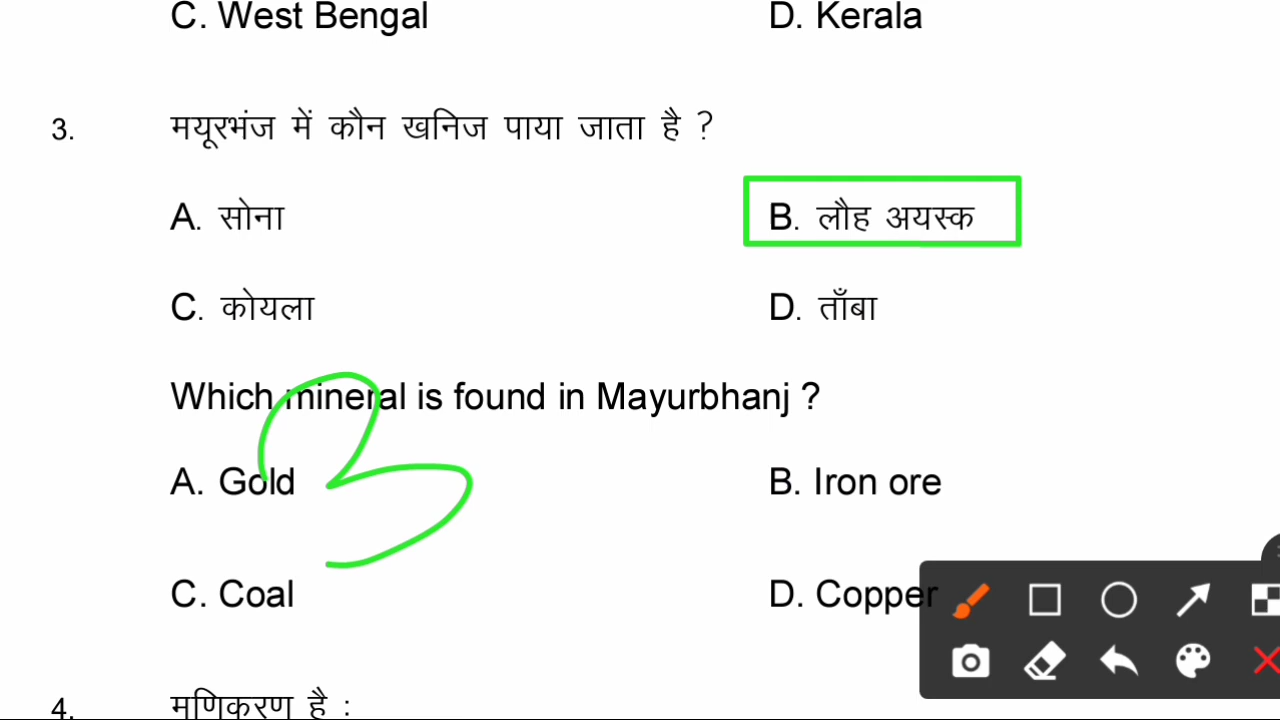 C. West Bengal D. Kerala
3. मयूरभंज में कौन खनिज पाया जाता है ?
A. सोना B. लौह अयस्क
C. कोयला D. ताँबा
Which mineral is found in Mayurbhanj ?
A. Gold B. Iron ore
C. Coal D. Copper
3
4. मणिकरण है :